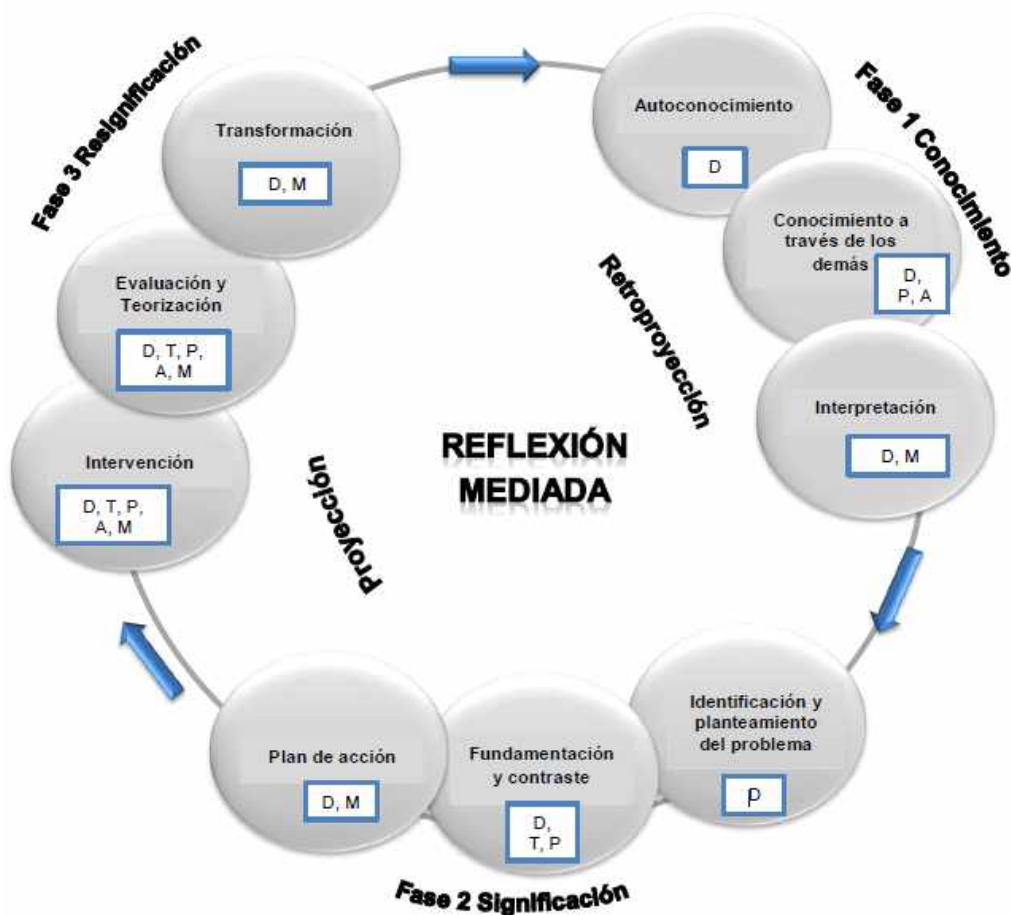 Fase 1 Conocimiento
Autoconocimiento
D
Conocimiento a
través de los
demás
D,
P, A
Interpretación
D, M
Retroproyección
REFLEXIÓN
MEDIADA
Identificación y
planteamiento
del problema
p
Fundamentación
y contraste
D,
T, P
Plan de acción
D, M
Fase 2 Significación
Proyección
Intervención
D, T, P,
A, M
Evaluación y
Teorización
D, T, P,
A, M
Transformación
D, M
Fase 3 Resignificación